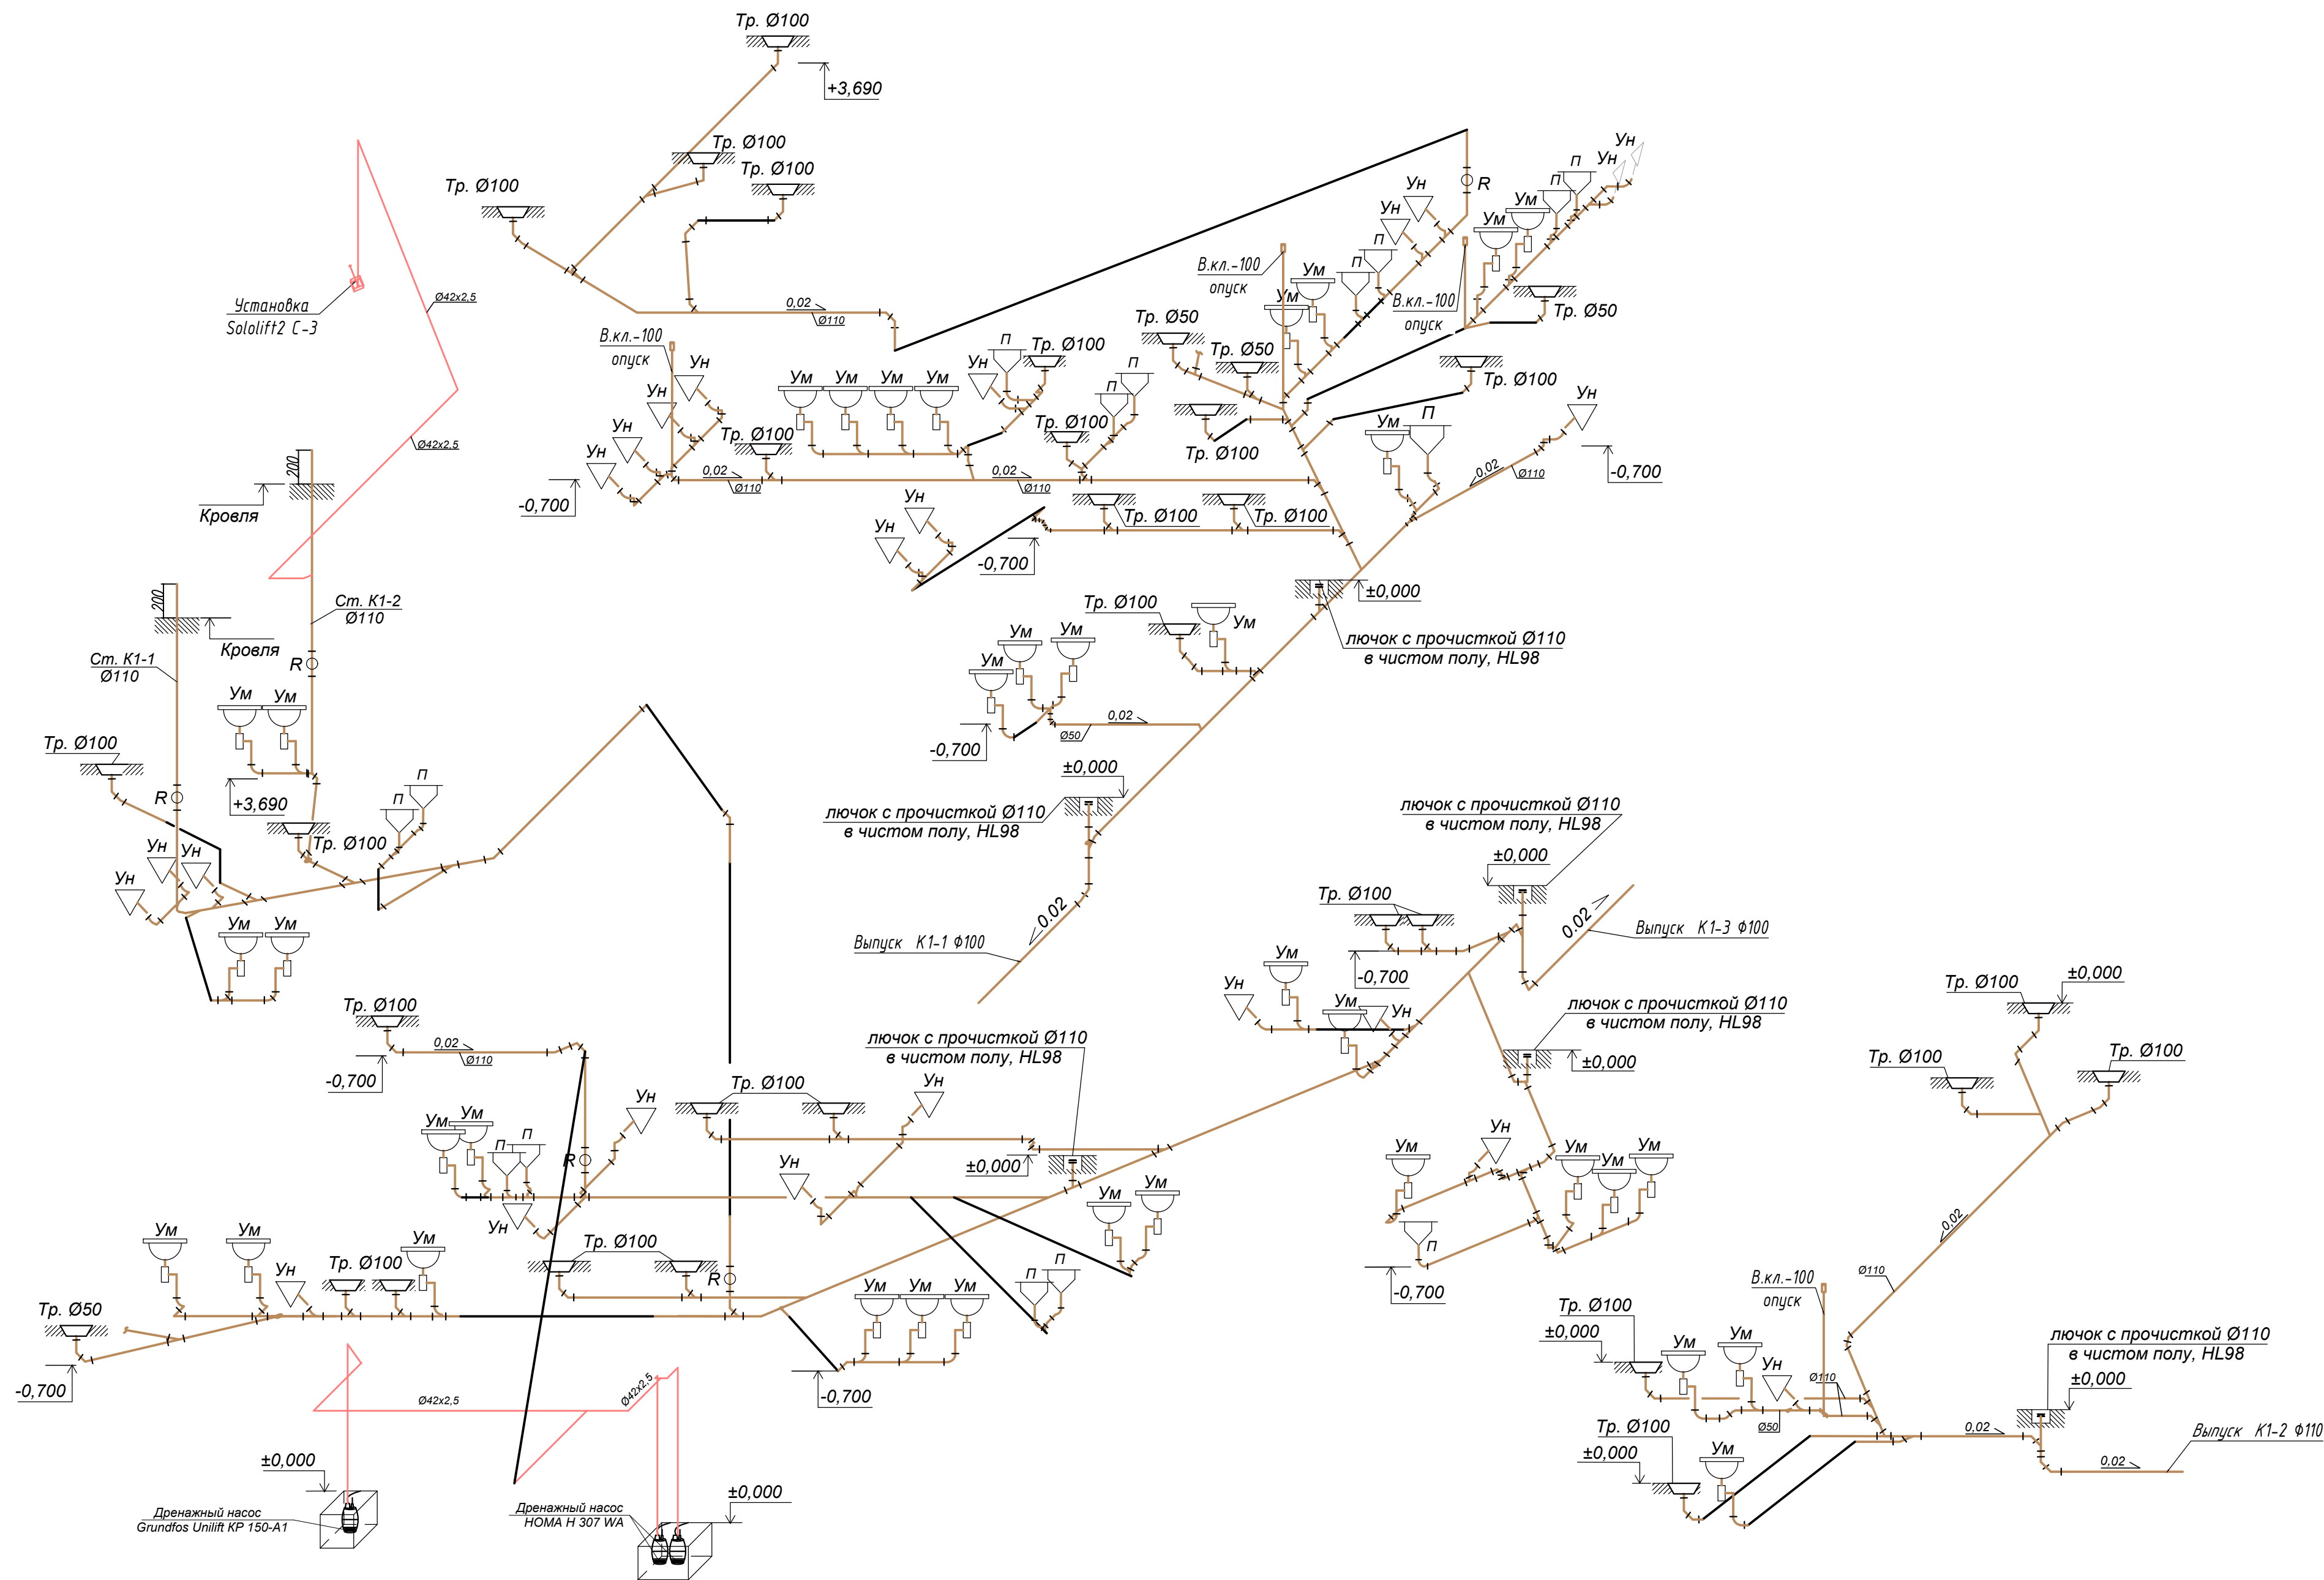 Тр. Ø100
+3,690
Тр. Ø100
Тр. Ø100
Тр. Ø100
Ун
Ун
П
П
Ум
Ум
R
Ун
Ун
П
П
Ум
Ум
В.кл.-100
опуск
В.кл.-100
опуск
Тр. Ø50
Установка
Sololift2 C-3
Ø42x2,5
Ø42x2,5
0,02
Ø110
В.кл.-100
опуск
Тр. Ø50
Тр. Ø50
Тр. Ø100
Тр. Ø100
Ун
Ун
Ун
Ун
Тр. Ø100
Ум
Ум
Ум
Ум
Ун
П
Тр. Ø100
П
П
Тр. Ø100
Ум
П
Ун
0,02
Ø110
-0,700
0,02
Ø110
0,02
Ø110
-0,700
200
Кровля
Ун
Ун
Тр. Ø100
Тр. Ø100
-0,700
±0,000
лючок с прочисткой Ø110
в чистом полу, HL98
200
Кровля
Ст. К1-2
Ø110
R
Ст. К1-1
Ø110
Тр. Ø100
Ум
Ум
Ум
Ум
0,02
Ø50
-0,700
±0,000
лючок с прочисткой Ø110
в чистом полу, HL98
Ум
Ум
+3,690
Тр. Ø100
R
П
П
Тр. Ø100
Ун
Ун
Ун
Ум
Ум
0.02
Выпуск К1-1 Ф100
лючок с прочисткой Ø110
в чистом полу, HL98
±0,000
Тр. Ø100
-0,700
0.02
Выпуск К1-3 Ф100
Ун
Ум
Ум
Ун
лючок с прочисткой Ø110
в чистом полу, HL98
±0,000
Тр. Ø100
±0,000
Тр. Ø100
Тр. Ø100
Тр. Ø100
0,02
Ø110
-0,700
лючок с прочисткой Ø110
в чистом полу, HL98
Тр. Ø100
Ун
Ун
Ум
Ум
П
П
R
Ун
Ун
±0,000
Ум
Ум
Ум
Ун
Ум
Ум
Ум
П
-0,700
Ум
Ум
Ун
Тр. Ø100
Ум
Тр. Ø100
R
П
П
Ум
Ум
Ум
Тр. Ø50
-0,700
-0,700
0,02
Ø110
В.кл.-100
опуск
Тр. Ø100
±0,000
Ум
Ум
Ун
Ø110
Ø50
лючок с прочисткой Ø110
в чистом полу, HL98
±0,000
Тр. Ø100
±0,000
Ум
0,02
0,02
Выпуск К1-2 Ф110
Ø42x2,5
Ø42x2,5
±0,000
Дренажный насос
Grundfos Unilift КР 150-А1
Дренажный насос
HOMA H 307 WA
±0,000